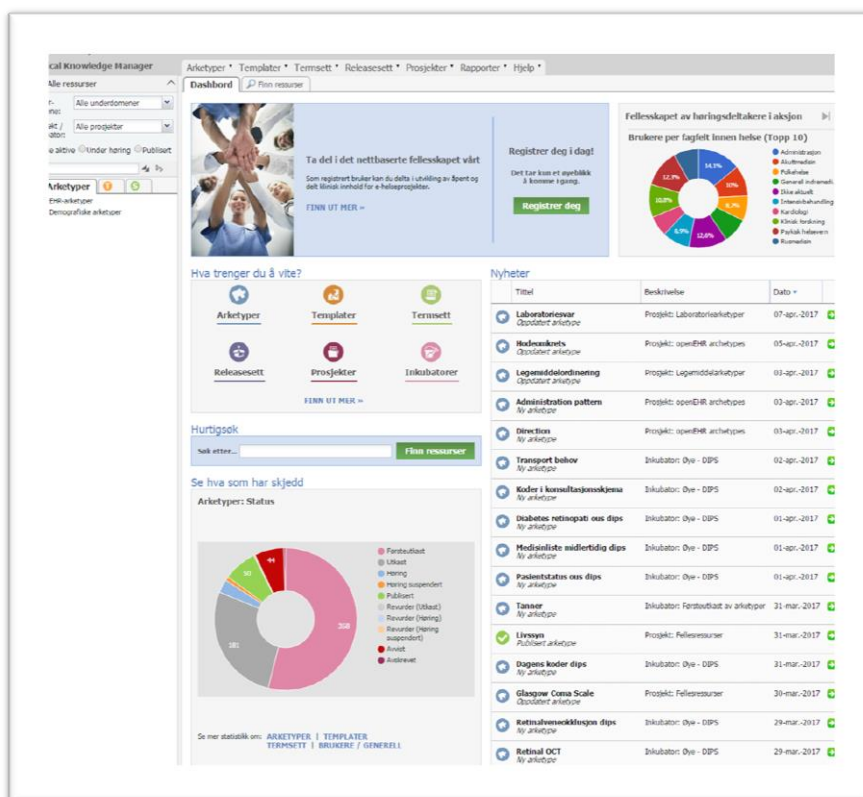 cal Knowledge Manager
Arketyper Templater Termsett Releasesett Prosjekter Rapporter Hjelp
Alle ressurser
Dashbord Finn ressurser
Alle underdomener
Alle prosjekter
e aktive Under høring Publisert
Arketyper
EHR-arketyper
Demografiske arketyper
Ta del i det nettbaserte fellesskapet vårt
Som registrert bruker kan du delta i utvikling av åpent og
delt klinisk innhold for e-helseprosjekter.
FINN UT MER »
Registrer deg i dag!
Det tar kun et øyeblikk
å komme i gang.
Registrer deg
Fellesskapet av høringsdeltakere i aksjon
Brukere per fagfelt innen helse (Topp 10)
14,1%
10%
8,9%
12,3%
10,0%
12,6%
Administrasjon
Akuttmedisin
Folkehelse
Ikke aktuelt
Intensivbehandling
Kardiologi
Klinisk forskning
Psykisk helsevern
Rusmedisin
Hva trenger du å vite?
Arketyper
Templater
Termsett
Releasesett
Prosjekter
Inkubatorer
FINN UT MER »
Hurtigsøk
Søk etter...
Finn ressurser
Se hva som har skjedd
Arketyper: Status
44
50
Førsteutkast
Utkast
Høring
Høring suspendert
Publisert
Revurder (Utkast)
Revurder (Høring)
Revurder (Høring
suspendert)
Avvist
Avskrevet
Se mer statistikk om: ARKETYPER | TEMPLATER
TERMSETT | BRUKERE / GENERELL
Nyheter
Tittel Beskrivelse Dato
Laboratoriesvar Prosjekt: Laboratoriearketyper 07-apr.-2017
Oppdatert arketype
Hodeomkrets Prosjekt: openEHR archetypes 05-apr.-2017
Oppdatert arketype
Legemiddelordinering Prosjekt: Legemiddelarketyper 03-apr.-2017
Oppdatert arketype
Administration pattern Prosjekt: openEHR archetypes 03-apr.-2017
Ny arketype
Direction Prosjekt: openEHR archetypes 03-apr.-2017
Ny arketype
Transport behov Inkubator: Øye - DIPS 02-apr.-2017
Ny arketype
Koder i konsultasjonsskjema Inkubator: Øye - DIPS 02-apr.-2017
Ny arketype
Diabetes retinopati ous dips Inkubator: Øye - DIPS 01-apr.-2017
Ny arketype
Medisinliste midlertidig dips Inkubator: Øye - DIPS 01-apr.-2017
Ny arketype
Pasientstatus ous dips Inkubator: Øye - DIPS 01-apr.-2017
Ny arketype
Tanner Inkubator: Førsteutkast av arketyper 31-mar.-2017
Ny arketype
Livssyn Prosjekt: Fellesressurser 31-mar.-2017
Publisert arketype
Dagens koder dips Inkubator: Øye - DIPS 31-mar.-2017
Ny arketype
Glasgow Coma Scale Prosjekt: Fellesressurser 30-mar.-2017
Oppdatert arketype
Retinalveneokklusjon dips Inkubator: Øye - DIPS 29-mar.-2017
Ny arketype
Retinal OCT Inkubator: Øye - DIPS 29-mar.-2017
Ny arketype